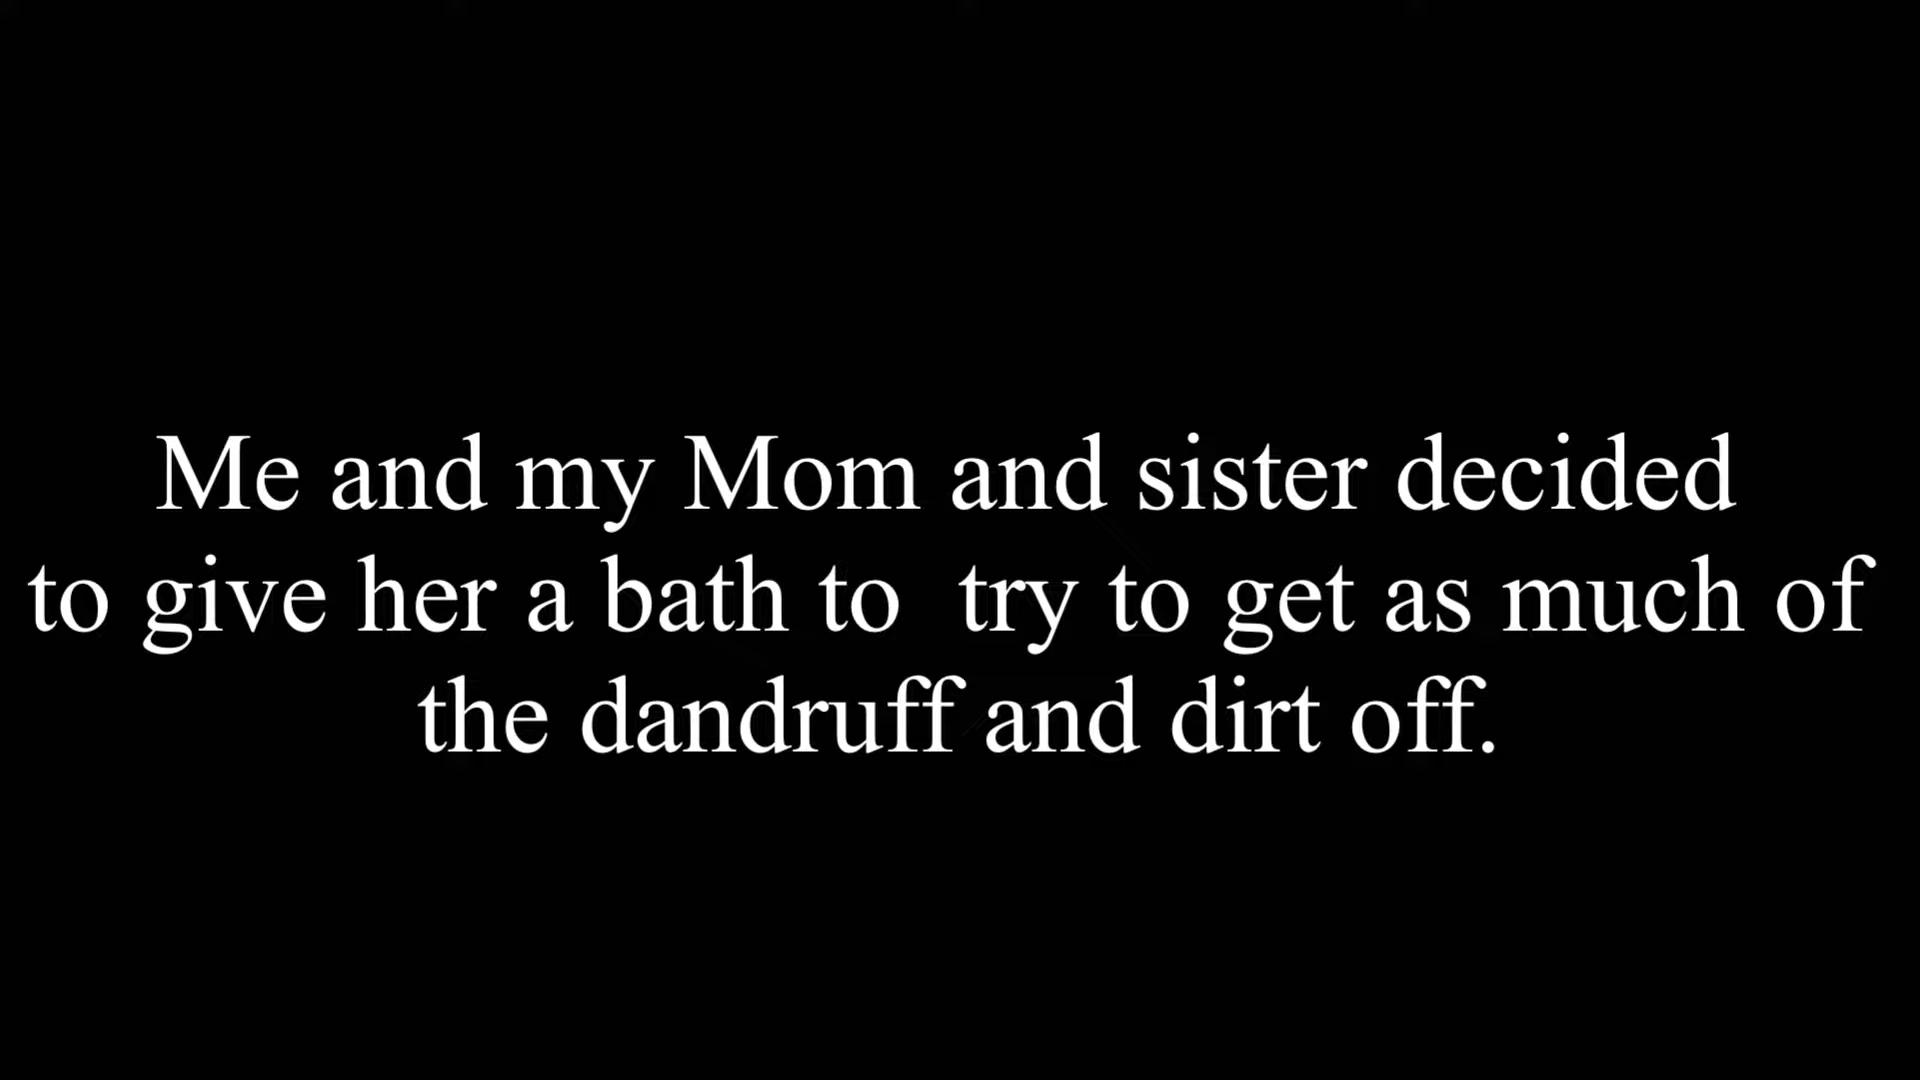 Me and my Mom and sister decided
to give her a bath to  try to get as much of
the dandruff and dirt off.